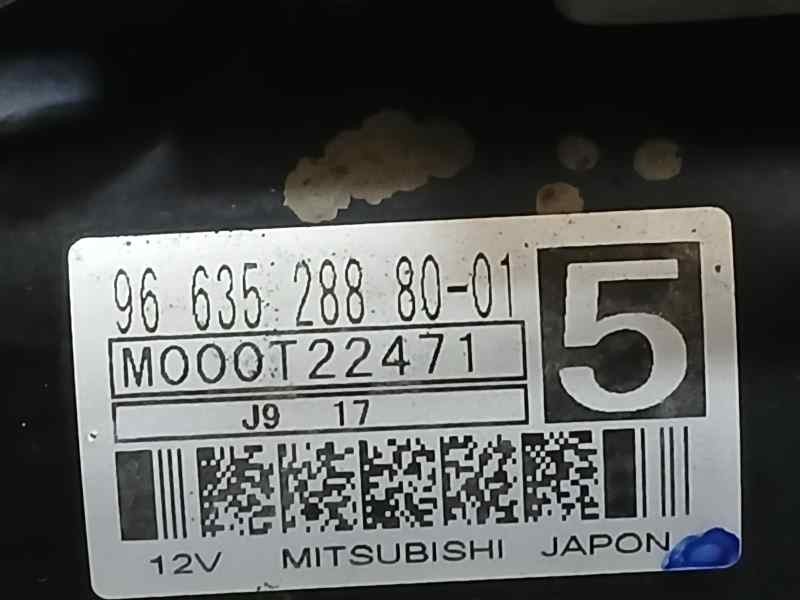 96 635 288 80-01
5
M000T22471
J9 17
12V MITSUBISHI JAPON